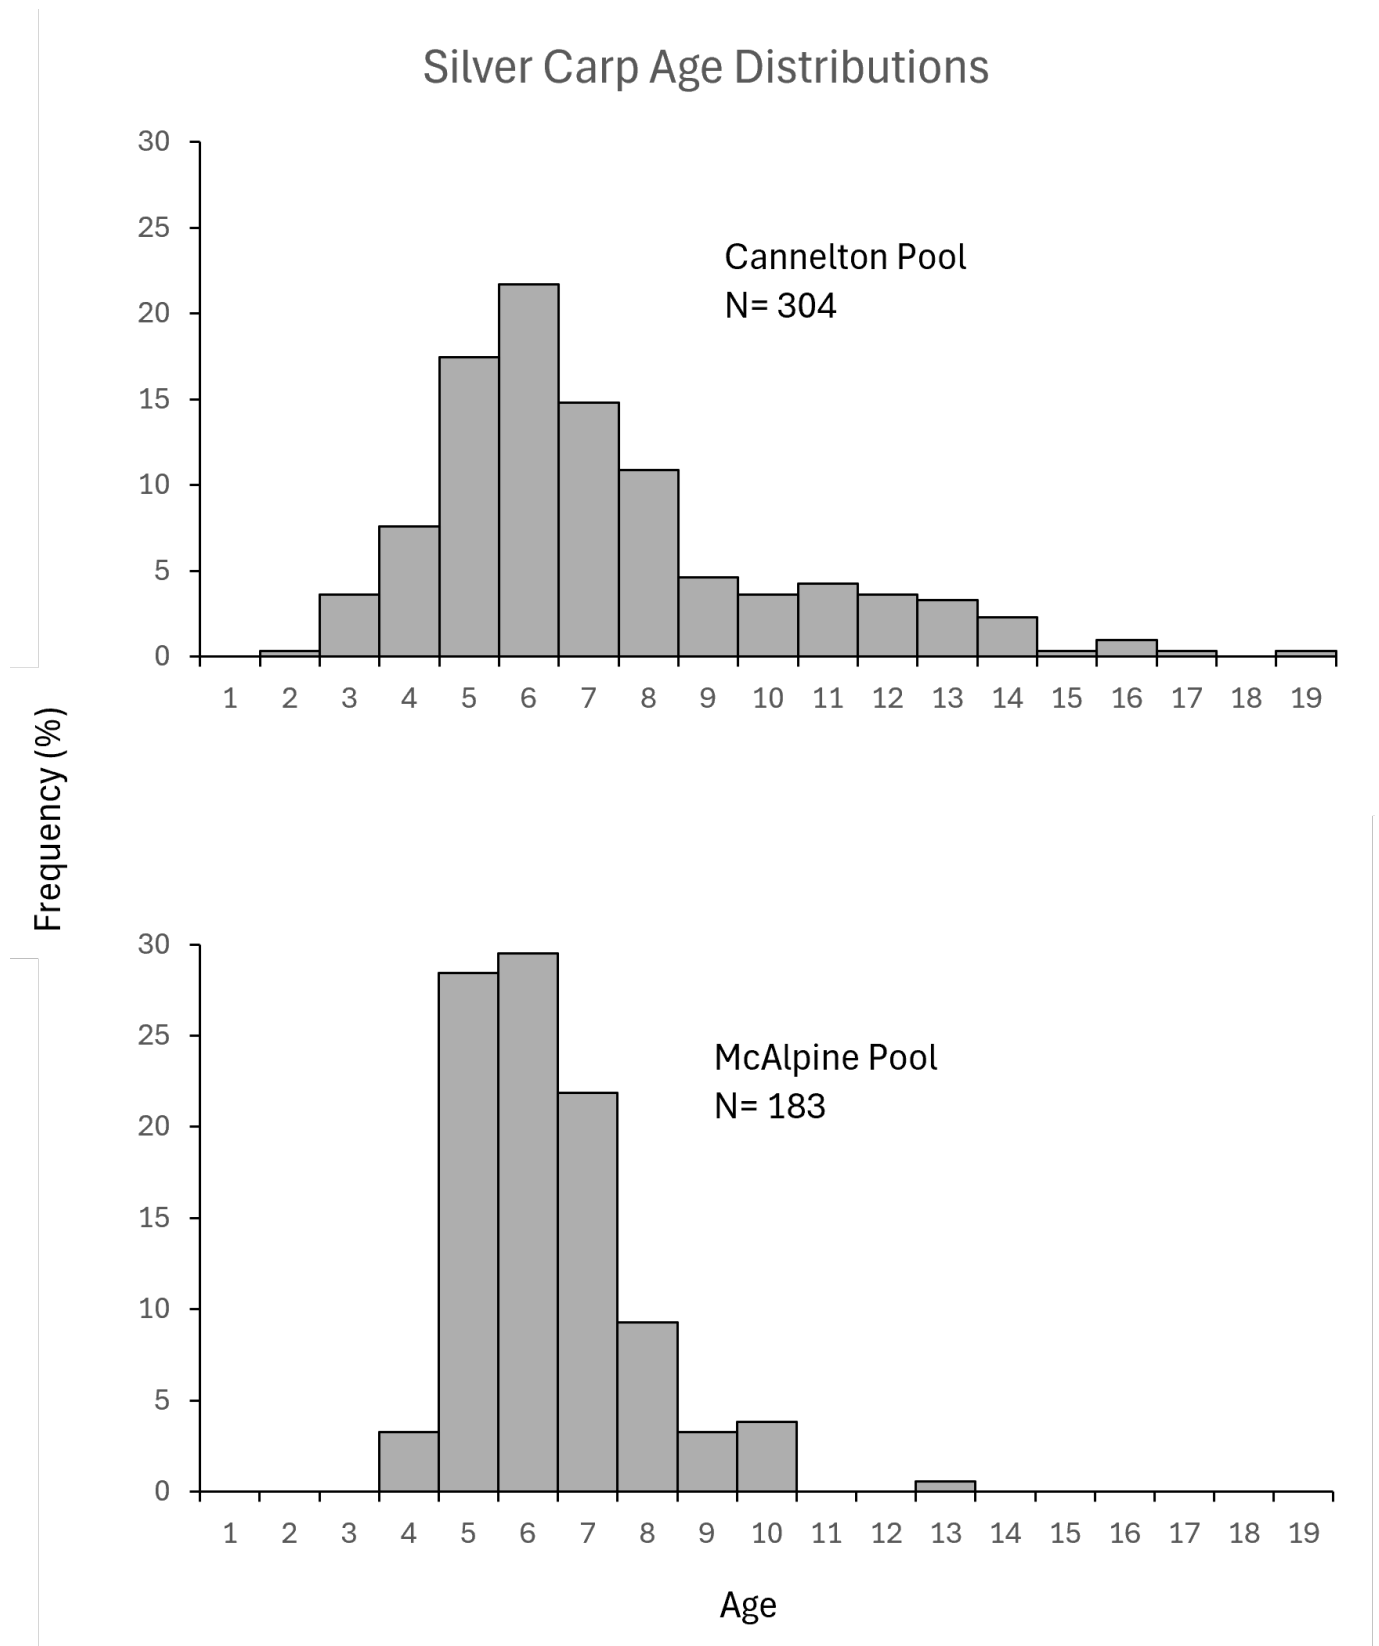 Silver Carp Age Distributions
30
25
20
15
10
5
0
Cannelton Pool
N= 304
1 2 3 4 5 6 7 8 9 10 11 12 13 14 15 16 17 18 19
Frequency (%)
30
25
20
15
10
5
0
McAlpine Pool
N= 183
1 2 3 4 5 6 7 8 9 10 11 12 13 14 15 16 17 18 19
Age